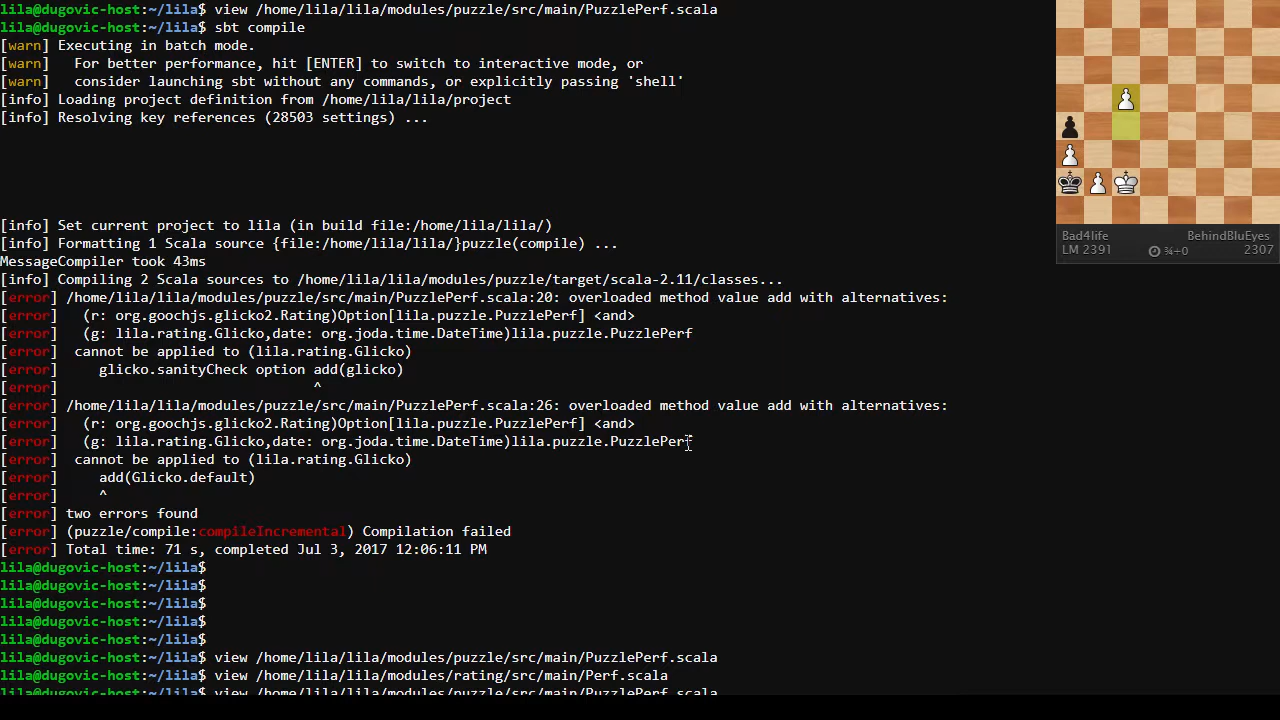 lila@dugovic-host:~/lila$ view /home/lila/lila/modules/puzzle/src/main/PuzzlePerf.scala
lila@dugovic-host:~/lila$ sbt compile
[warn] Executing in batch mode.
[warn]   For better performance, hit [ENTER] to switch to interactive mode, or
[warn]   consider launching sbt without any commands, or explicitly passing 'shell'
[info] Loading project definition from /home/lila/lila/project
[info] Resolving key references (28503 settings) ...
[info] Set current project to lila (in build file:/home/lila/lila/)
[info] Formatting 1 Scala source {file:/home/lila/lila/}puzzle(compile) ...
MessageCompiler took 43ms
[info] Compiling 2 Scala sources to /home/lila/lila/modules/puzzle/target/scala-2.11/classes...
[error] /home/lila/lila/modules/puzzle/src/main/PuzzlePerf.scala:20: overloaded method value add with alternatives:
[error]   (r: org.goochjs.glicko2.Rating)Option[lila.puzzle.PuzzlePerf] <and>
[error]   (g: lila.rating.Glicko,date: org.joda.time.DateTime)lila.puzzle.PuzzlePerf
[error]  cannot be applied to (lila.rating.Glicko)
[error]     glicko.sanityCheck option add(glicko)
[error]                               ^
[error] /home/lila/lila/modules/puzzle/src/main/PuzzlePerf.scala:26: overloaded method value add with alternatives:
[error]   (r: org.goochjs.glicko2.Rating)Option[lila.puzzle.PuzzlePerf] <and>
[error]   (g: lila.rating.Glicko,date: org.joda.time.DateTime)lila.puzzle.PuzzlePerf
[error]  cannot be applied to (lila.rating.Glicko)
[error]     add(Glicko.default)
[error]     ^
[error] two errors found
[error] (puzzle/compile:compileIncremental) Compilation failed
[error] Total time: 71 s, completed Jul 3, 2017 12:06:11 PM
lila@dugovic-host:~/lila$
lila@dugovic-host:~/lila$
lila@dugovic-host:~/lila$
lila@dugovic-host:~/lila$
lila@dugovic-host:~/lila$
lila@dugovic-host:~/lila$ view /home/lila/lila/modules/puzzle/src/main/PuzzlePerf.scala
lila@dugovic-host:~/lila$ view /home/lila/lila/modules/rating/src/main/Perf.scala
lila@dugovic-host:~/lila$ view /home/lila/lila/modules/puzzle/src/main/PuzzlePerf.scala
Bad4life BehindBluEyes
LM 2391 ¾+0 2307